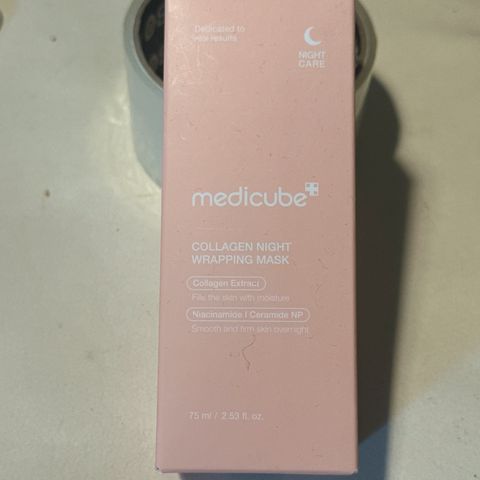 Dedicated to
real results
NIGHT
CARE
medicube
COLLAGEN NIGHT
WRAPPING MASK
Collagen Extract
Fills the skin with moisture
Niacinamide | Ceramide NP
Smooth and firm skin overnight
75 ml / 2.53 fl. oz.